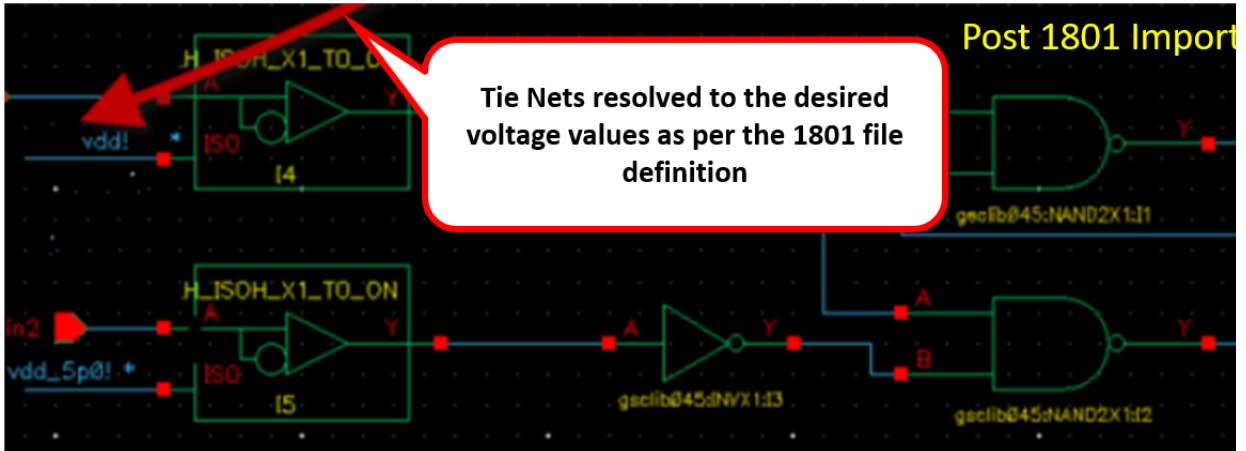 Post 1801 Import
Tie Nets resolved to the desired
voltage values as per the 1801 file
definition
A
Y
vdd! *
ISO
I4
Y
gsclib045:NAND2X1:I1
H_ISOH_X1_TO_ON
A
Y
in2
vdd_5p0! *
ISO
I5
A
Y
gsclib045:INVX1:I3
A
B
Y
gsclib045:NAND2X1:I2